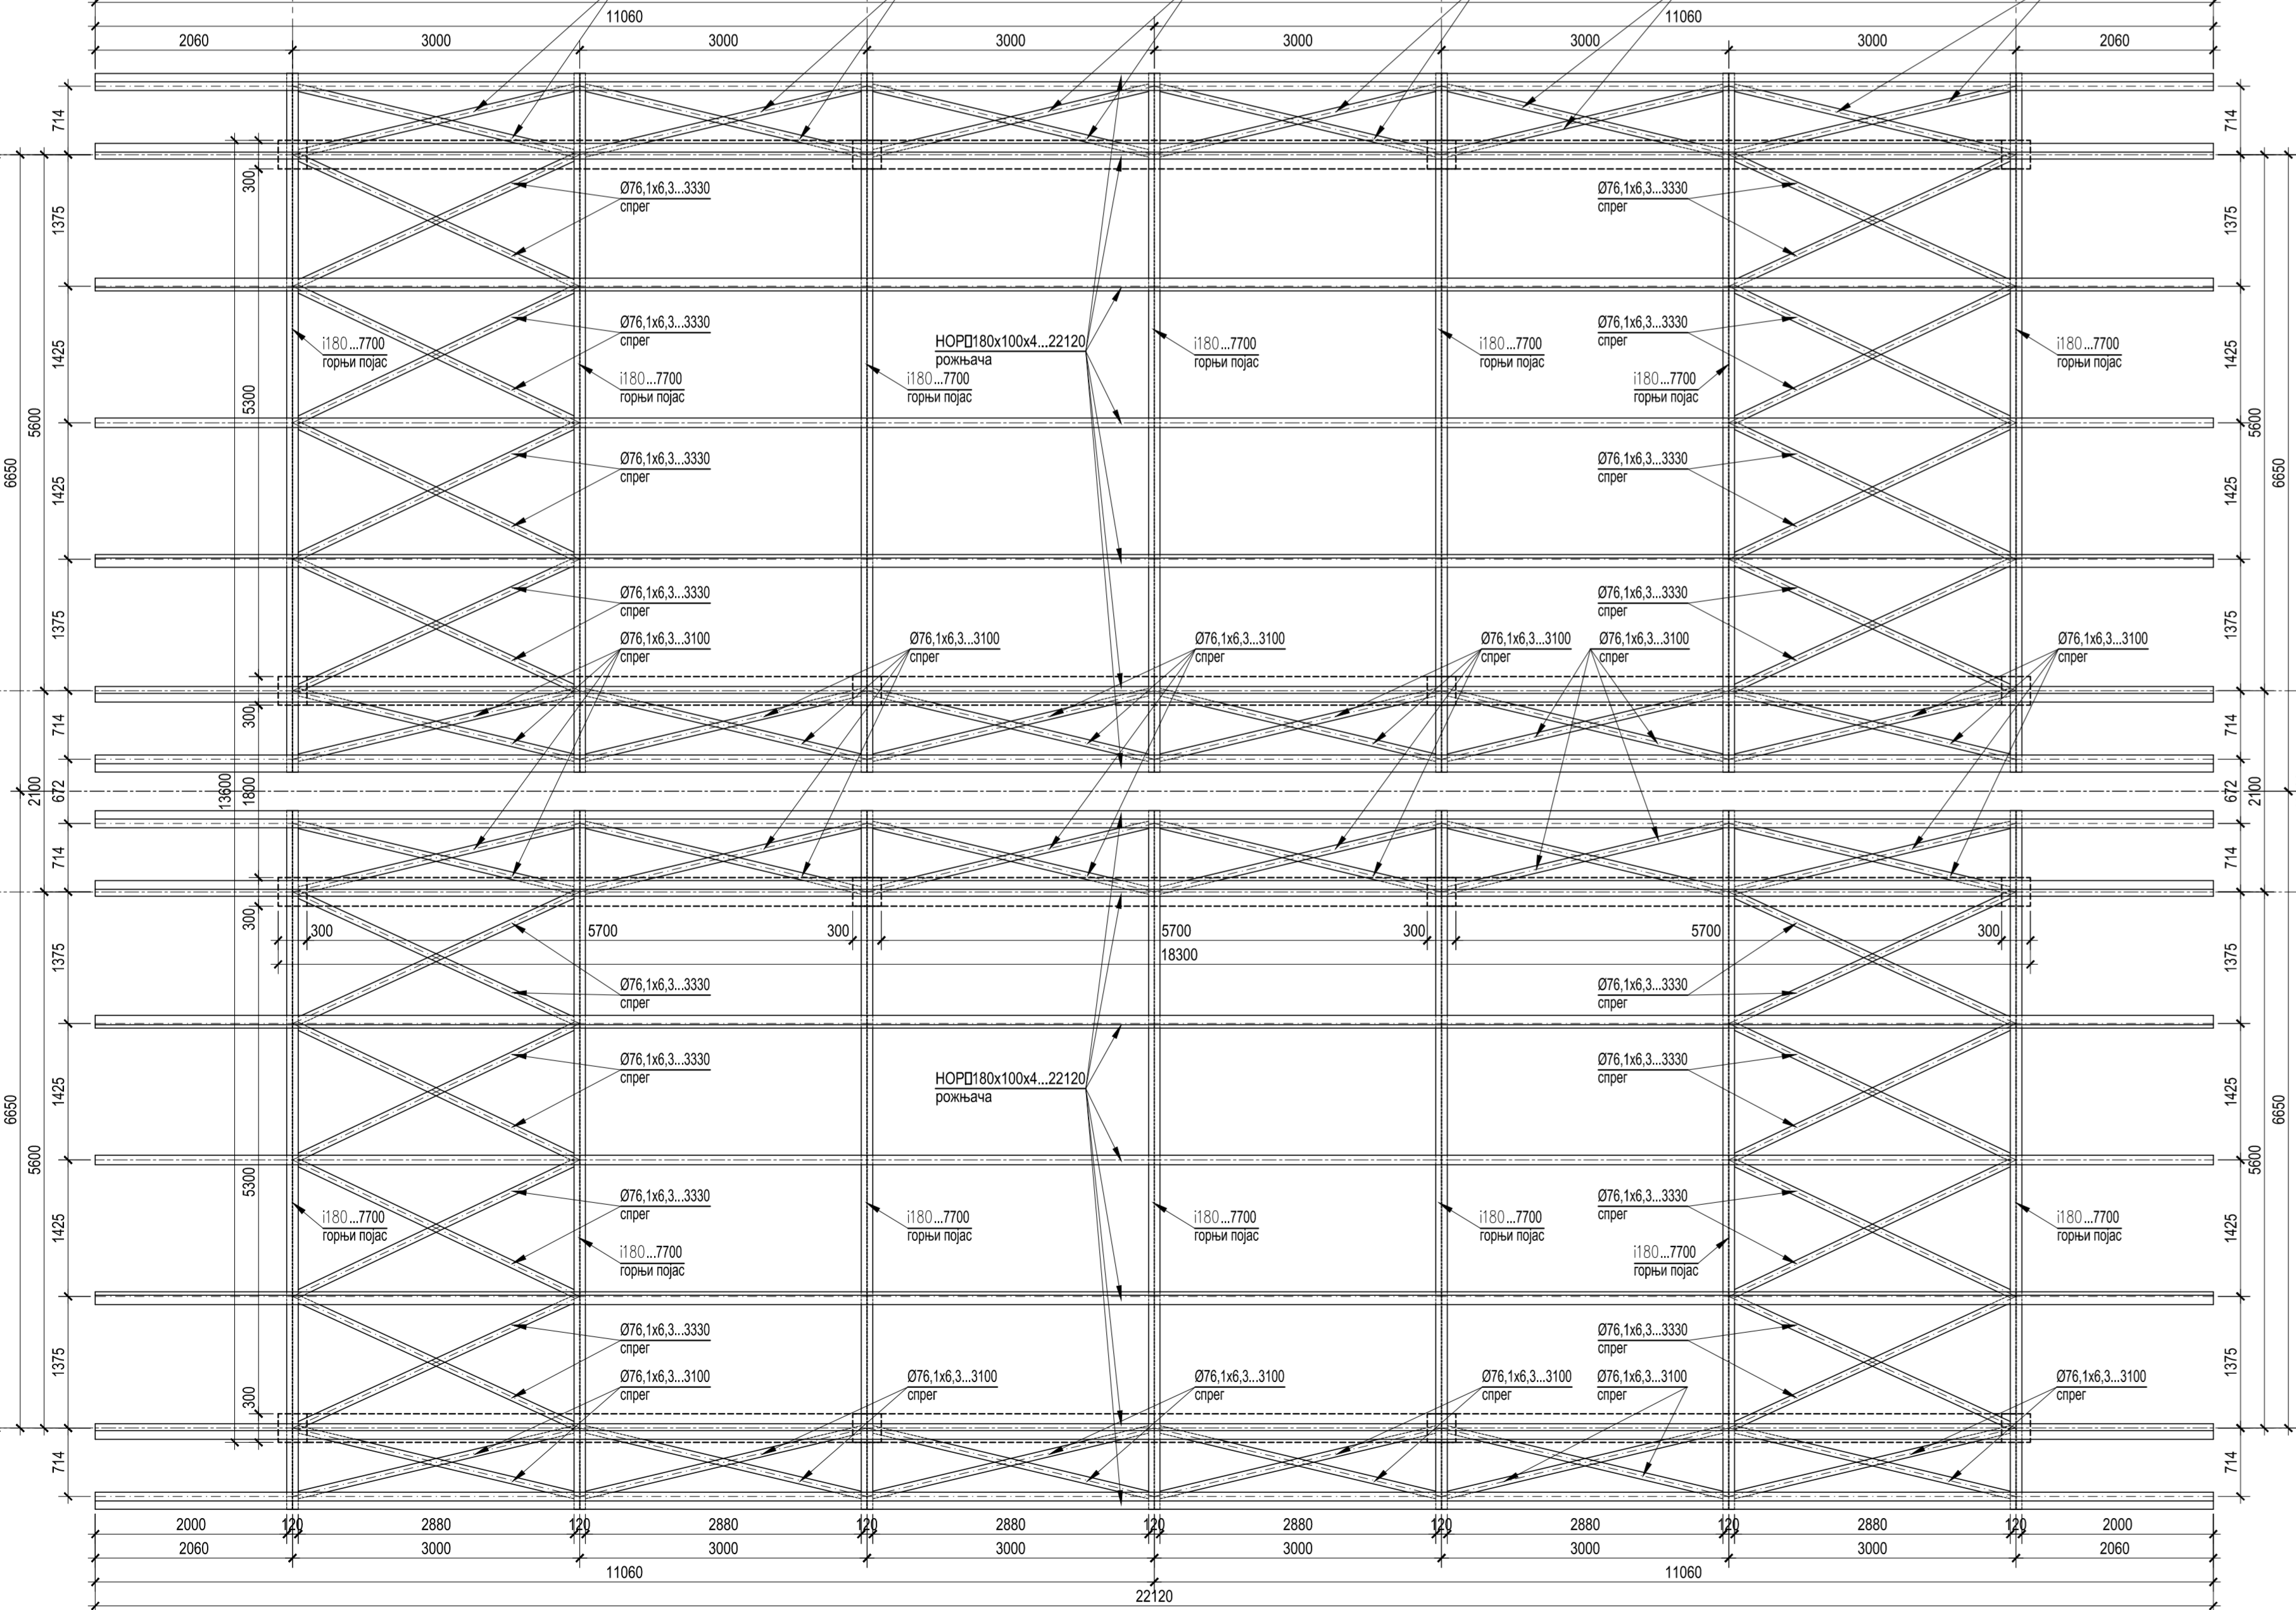 11060
11060
2060
3000
3000
3000
3000
3000
3000
2060
714
714
300
1375
Ø76,1x6,3...3330
спрег
Ø76,1x6,3...3330
спрег
1375
Ø76,1x6,3...3330
спрег
Ø76,1x6,3...3330
спрег
1425
i180...7700
горњи појас
НОР▯180x100x4...22120
рожњача
i180...7700
горњи појас
i180...7700
горњи појас
i180...7700
горњи појас
1425
5300
i180...7700
горњи појас
i180...7700
горњи појас
i180...7700
горњи појас
5600
5600
6650
6650
1425
Ø76,1x6,3...3330
спрег
Ø76,1x6,3...3330
спрег
1425
1375
Ø76,1x6,3...3330
спрег
Ø76,1x6,3...3330
спрег
1375
Ø76,1x6,3...3100
спрег
Ø76,1x6,3...3100
спрег
Ø76,1x6,3...3100
спрег
Ø76,1x6,3...3100
спрег
Ø76,1x6,3...3100
спрег
Ø76,1x6,3...3100
спрег
300
714
714
2100
672
13600
1800
672
2100
714
714
300
300
5700
300
5700
300
5700
300
18300
1375
Ø76,1x6,3...3330
спрег
Ø76,1x6,3...3330
спрег
1375
1425
Ø76,1x6,3...3330
спрег
НОР▯180x100x4...22120
рожњача
Ø76,1x6,3...3330
спрег
1425
6650
6650
5600
5600
5300
1425
Ø76,1x6,3...3330
спрег
Ø76,1x6,3...3330
спрег
1425
i180...7700
горњи појас
i180...7700
горњи појас
i180...7700
горњи појас
i180...7700
горњи појас
i180...7700
горњи појас
i180...7700
горњи појас
i180...7700
горњи појас
1375
Ø76,1x6,3...3330
спрег
Ø76,1x6,3...3330
спрег
1375
Ø76,1x6,3...3100
спрег
Ø76,1x6,3...3100
спрег
Ø76,1x6,3...3100
спрег
Ø76,1x6,3...3100
спрег
Ø76,1x6,3...3100
спрег
Ø76,1x6,3...3100
спрег
300
714
714
2000
120
2880
120
2880
120
2880
120
2880
120
2880
120
2880
120
2000
2060
3000
3000
3000
3000
3000
3000
2060
11060
11060
22120